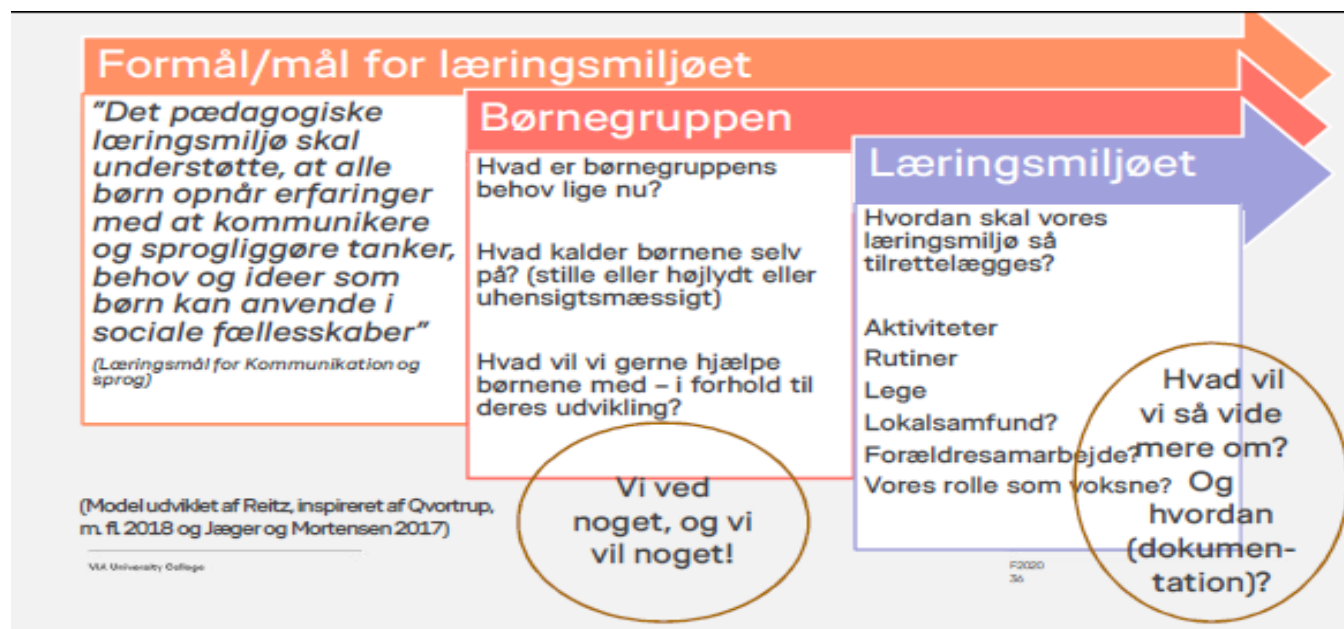 Formål/mål for læringsmiljøet
"Det pædagogiske
læringsmiljø skal
understøtte, at alle
børn opnår erfaringer
med at kommunikere
og sprogliggøre tanker,
behov og ideer som
børn kan anvende i
sociale fællesskaber"
(Læringsmål for Kommunikation og
sprog)
Børnegruppen
Hvad er børnegruppens
behov lige nu?
Hvad kalder børnene selv
på? (stille eller højlydt eller
uhensigtsmæssigt)
Hvad vil vi gerne hjælpe
børnene med – i forhold til
deres udvikling?
Vi ved
noget, og vi
vil noget!
Læringsmiljøet
Hvordan skal vores
læringsmiljø så
tilrettelægges?
Aktiviteter
Rutiner
Lege
Lokalsamfund?
Forældresamarbejde?
Vores rolle som voksne?
Hvad vil
vi så vide
mere om?
Og
hvordan
(dokumen-
tation)?
(Model udviklet af Reitz, inspireret af Qvortrup,
m. fl. 2018 og Jæger og Mortensen 2017)
VIA University College
F2020
36